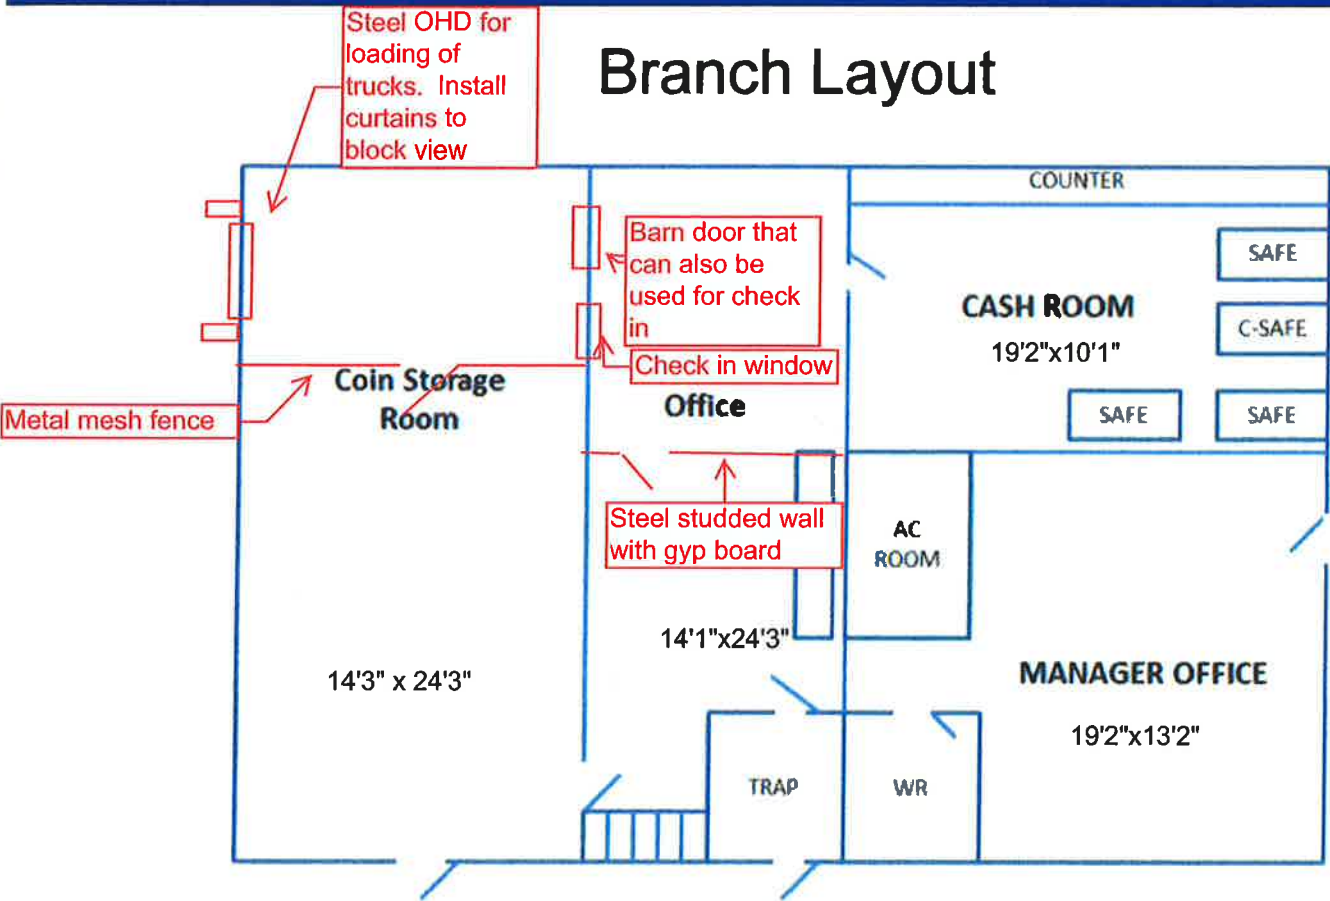 Steel OHD for
loading of
trucks. Install
curtains to
block view
Branch Layout
COUNTER
Barn door that
can also be
used for check
in
SAFE
CASH ROOM
19'2"x10'1"
C-SAFE
Check in window
Coin Storage
Room
Office
SAFE
SAFE
Metal mesh fence
Steel studded wall
with gyp board
AC
ROOM
14'1"x24'3"
14'3" x 24'3"
MANAGER OFFICE
19'2"x13'2"
TRAP
WR